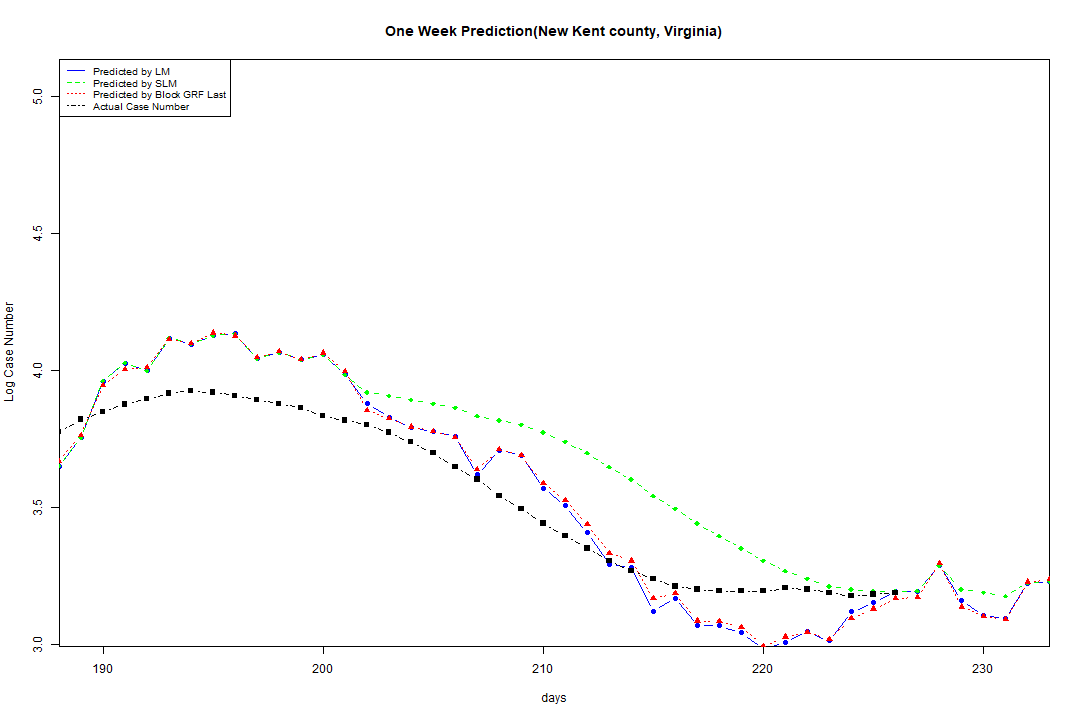 One Week Prediction(New Kent county, Virginia)
Predicted by LM
Predicted by SLM
Predicted by Block GRF Last
Actual Case Number
5.0
4.5
4.0
3.5
3.0
Log Case Number
190 200 210 220 230
days